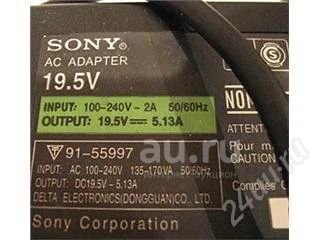 SONY
AC ADAPTER
19.5V
INPUT: 100-240V ~ 2A 50/60Hz
OUTPUT: 19.5V 5.13A
91-55997
INPUT: AC 100-240V 135-170VA 50/60Hz
OUTPUT: DC19.5V - 5.13A
DELTA ELECTRONICS(DONGGUAN)CO.,LTD.
Sony Corporation
ATTENT
Pour ma
mouill
Complies
au.ru
24au.ru